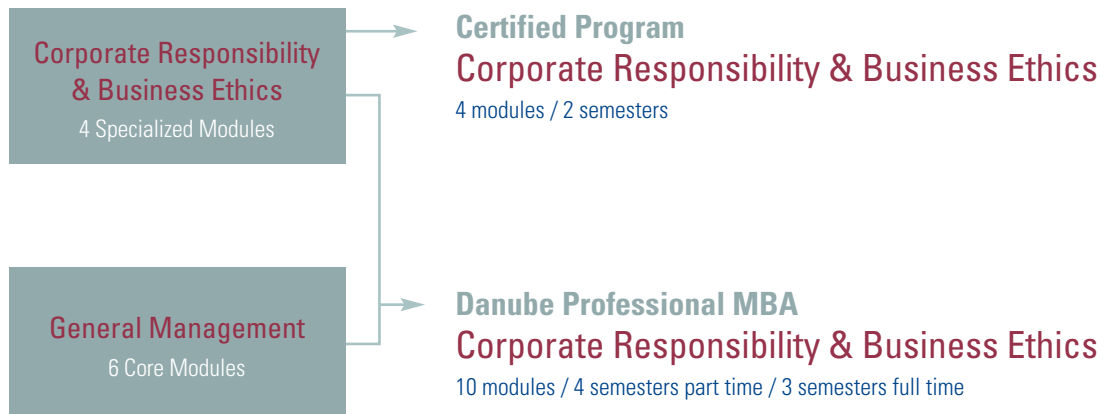 Corporate Responsibility
& Business Ethics
4 Specialized Modules
Certified Program
Corporate Responsibility & Business Ethics
4 modules / 2 semesters
General Management
6 Core Modules
Danube Professional MBA
Corporate Responsibility & Business Ethics
10 modules / 4 semesters part time / 3 semesters full time